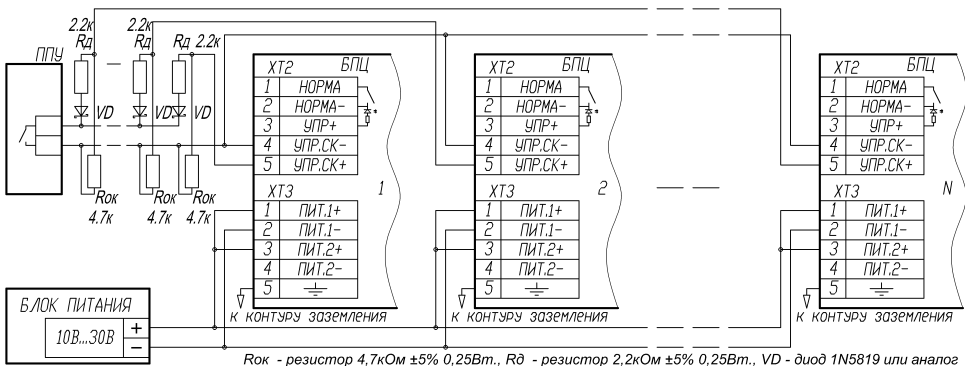 ППУ
2.2к
Rд
VD
2.2к
Rд
VD
Rд 2.2к
VD
Rок
4.7к
Rок
4.7к
Rок
4.7к
XT2 БПЦ
1 НОРМА
2 НОРМА-
3 УПР+
4 УПР.СК-
5 УПР.СК+
1
XT3
1 ПИТ.1+
2 ПИТ.1-
3 ПИТ.2+
4 ПИТ.2-
5
К КОНТУРУ ЗАЗЕМЛЕНИЯ
XT2 БПЦ
1 НОРМА
2 НОРМА-
3 УПР+
4 УПР.СК-
5 УПР.СК+
2
XT3
1 ПИТ.1+
2 ПИТ.1-
3 ПИТ.2+
4 ПИТ.2-
5
К КОНТУРУ ЗАЗЕМЛЕНИЯ
XT2 БПЦ
1 НОРМА
2 НОРМА-
3 УПР+
4 УПР.СК-
5 УПР.СК+
N
XT3
1 ПИТ.1+
2 ПИТ.1-
3 ПИТ.2+
4 ПИТ.2-
5
К КОНТУРУ ЗАЗЕМЛЕНИЯ
БЛОК ПИТАНИЯ
10В...30В
+
−
Rок - резистор 4,7кОм ±5% 0,25Вт., Rд - резистор 2,2кОм ±5% 0,25Вт., VD - диод 1N5819 или аналог